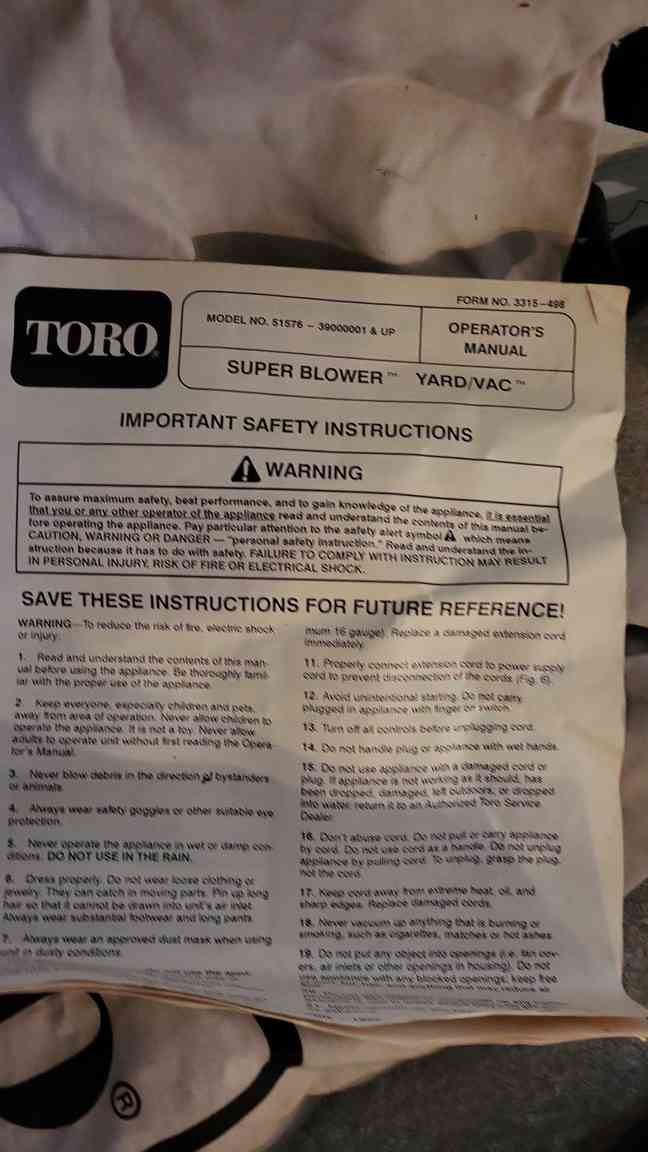 FORM NO. 3315-498
TORO®
MODEL NO. 51576 – 39000001 & UP
OPERATOR'S
MANUAL
SUPER BLOWER™ YARD/VAC™
IMPORTANT SAFETY INSTRUCTIONS
WARNING
To assure maximum safety, best performance, and to gain knowledge of the appliance, it is essential
that you or any other operator of the appliance read and understand the contents of this manual be-
fore operating the appliance. Pay particular attention to the safety alert symbol which means
CAUTION, WARNING OR DANGER — "personal safety instruction." Read and understand the in-
struction because it has to do with safety. FAILURE TO COMPLY WITH INSTRUCTION MAY RESULT
IN PERSONAL INJURY, RISK OF FIRE OR ELECTRICAL SHOCK.
SAVE THESE INSTRUCTIONS FOR FUTURE REFERENCE!
WARNING—To reduce the risk of fire, electric shock
or injury:
1. Read and understand the contents of this man-
ual before using the appliance. Be thoroughly famil-
iar with the proper use of the appliance.
2. Keep everyone, especially children and pets,
away from area of operation. Never allow children to
operate the appliance. It is not a toy. Never allow
adults to operate unit without first reading the Opera-
tor's Manual.
3. Never blow debris in the direction of bystanders
or animals.
4. Always wear safety goggles or other suitable eye
protection.
5. Never operate the appliance in wet or damp con-
ditions. DO NOT USE IN THE RAIN.
6. Dress properly. Do not wear loose clothing or
jewelry. They can catch in moving parts. Pin up long
hair so that it cannot be drawn into unit's air inlet.
Always wear substantial footwear and long pants.
7. Always wear an approved dust mask when using
unit in dusty conditions.
mum 16 gauge). Replace a damaged extension cord
immediately.
11. Properly connect extension cord to power supply
cord to prevent disconnection of the cords (Fig. 6).
12. Avoid unintentional starting. Do not carry
plugged in appliance with finger on switch.
13. Turn off all controls before unplugging cord.
14. Do not handle plug or appliance with wet hands.
15. Do not use appliance with a damaged cord or
plug. If appliance is not working as it should, has
been dropped, damaged, left outdoors, or dropped
into water, return it to an Authorized Toro Service
Dealer.
16. Don't abuse cord. Do not pull or carry appliance
by cord. Do not use cord as a handle. Do not unplug
appliance by pulling cord. To unplug, grasp the plug,
not the cord.
17. Keep cord away from extreme heat, oil, and
sharp edges. Replace damaged cords.
18. Never vacuum up anything that is burning or
smoking, such as cigarettes, matches or hot ashes.
19. Do not put any object into openings (i.e. fan cov-
ers, air inlets or other openings in housing). Do not
use appliance with any blocked openings; keep free
®